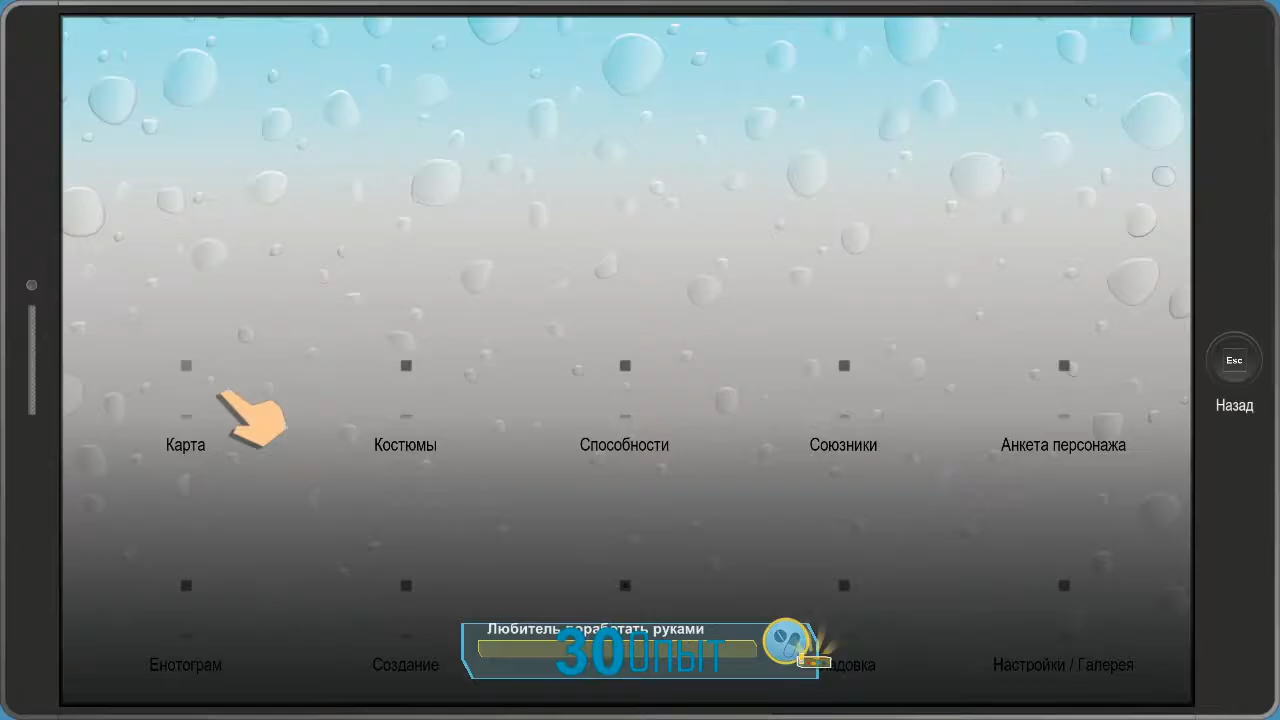 Esc
Назад
Карта
Костюмы
Способности
Союзники
Анкета персонажа
Любитель поработать руками
30 Опыт
Енотограм
Создание
Настройки / Галерея